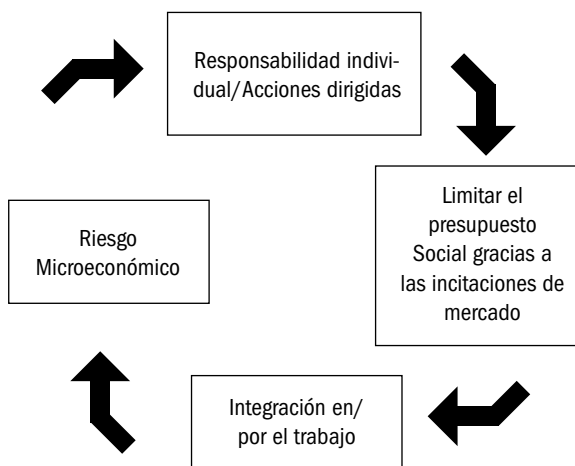 Responsabilidad indivi-
dual/Acciones dirigidas
Limitar el
presupuesto
Social gracias a
las incitaciones de
mercado
Riesgo
Microeconómico
Integración en/
por el trabajo